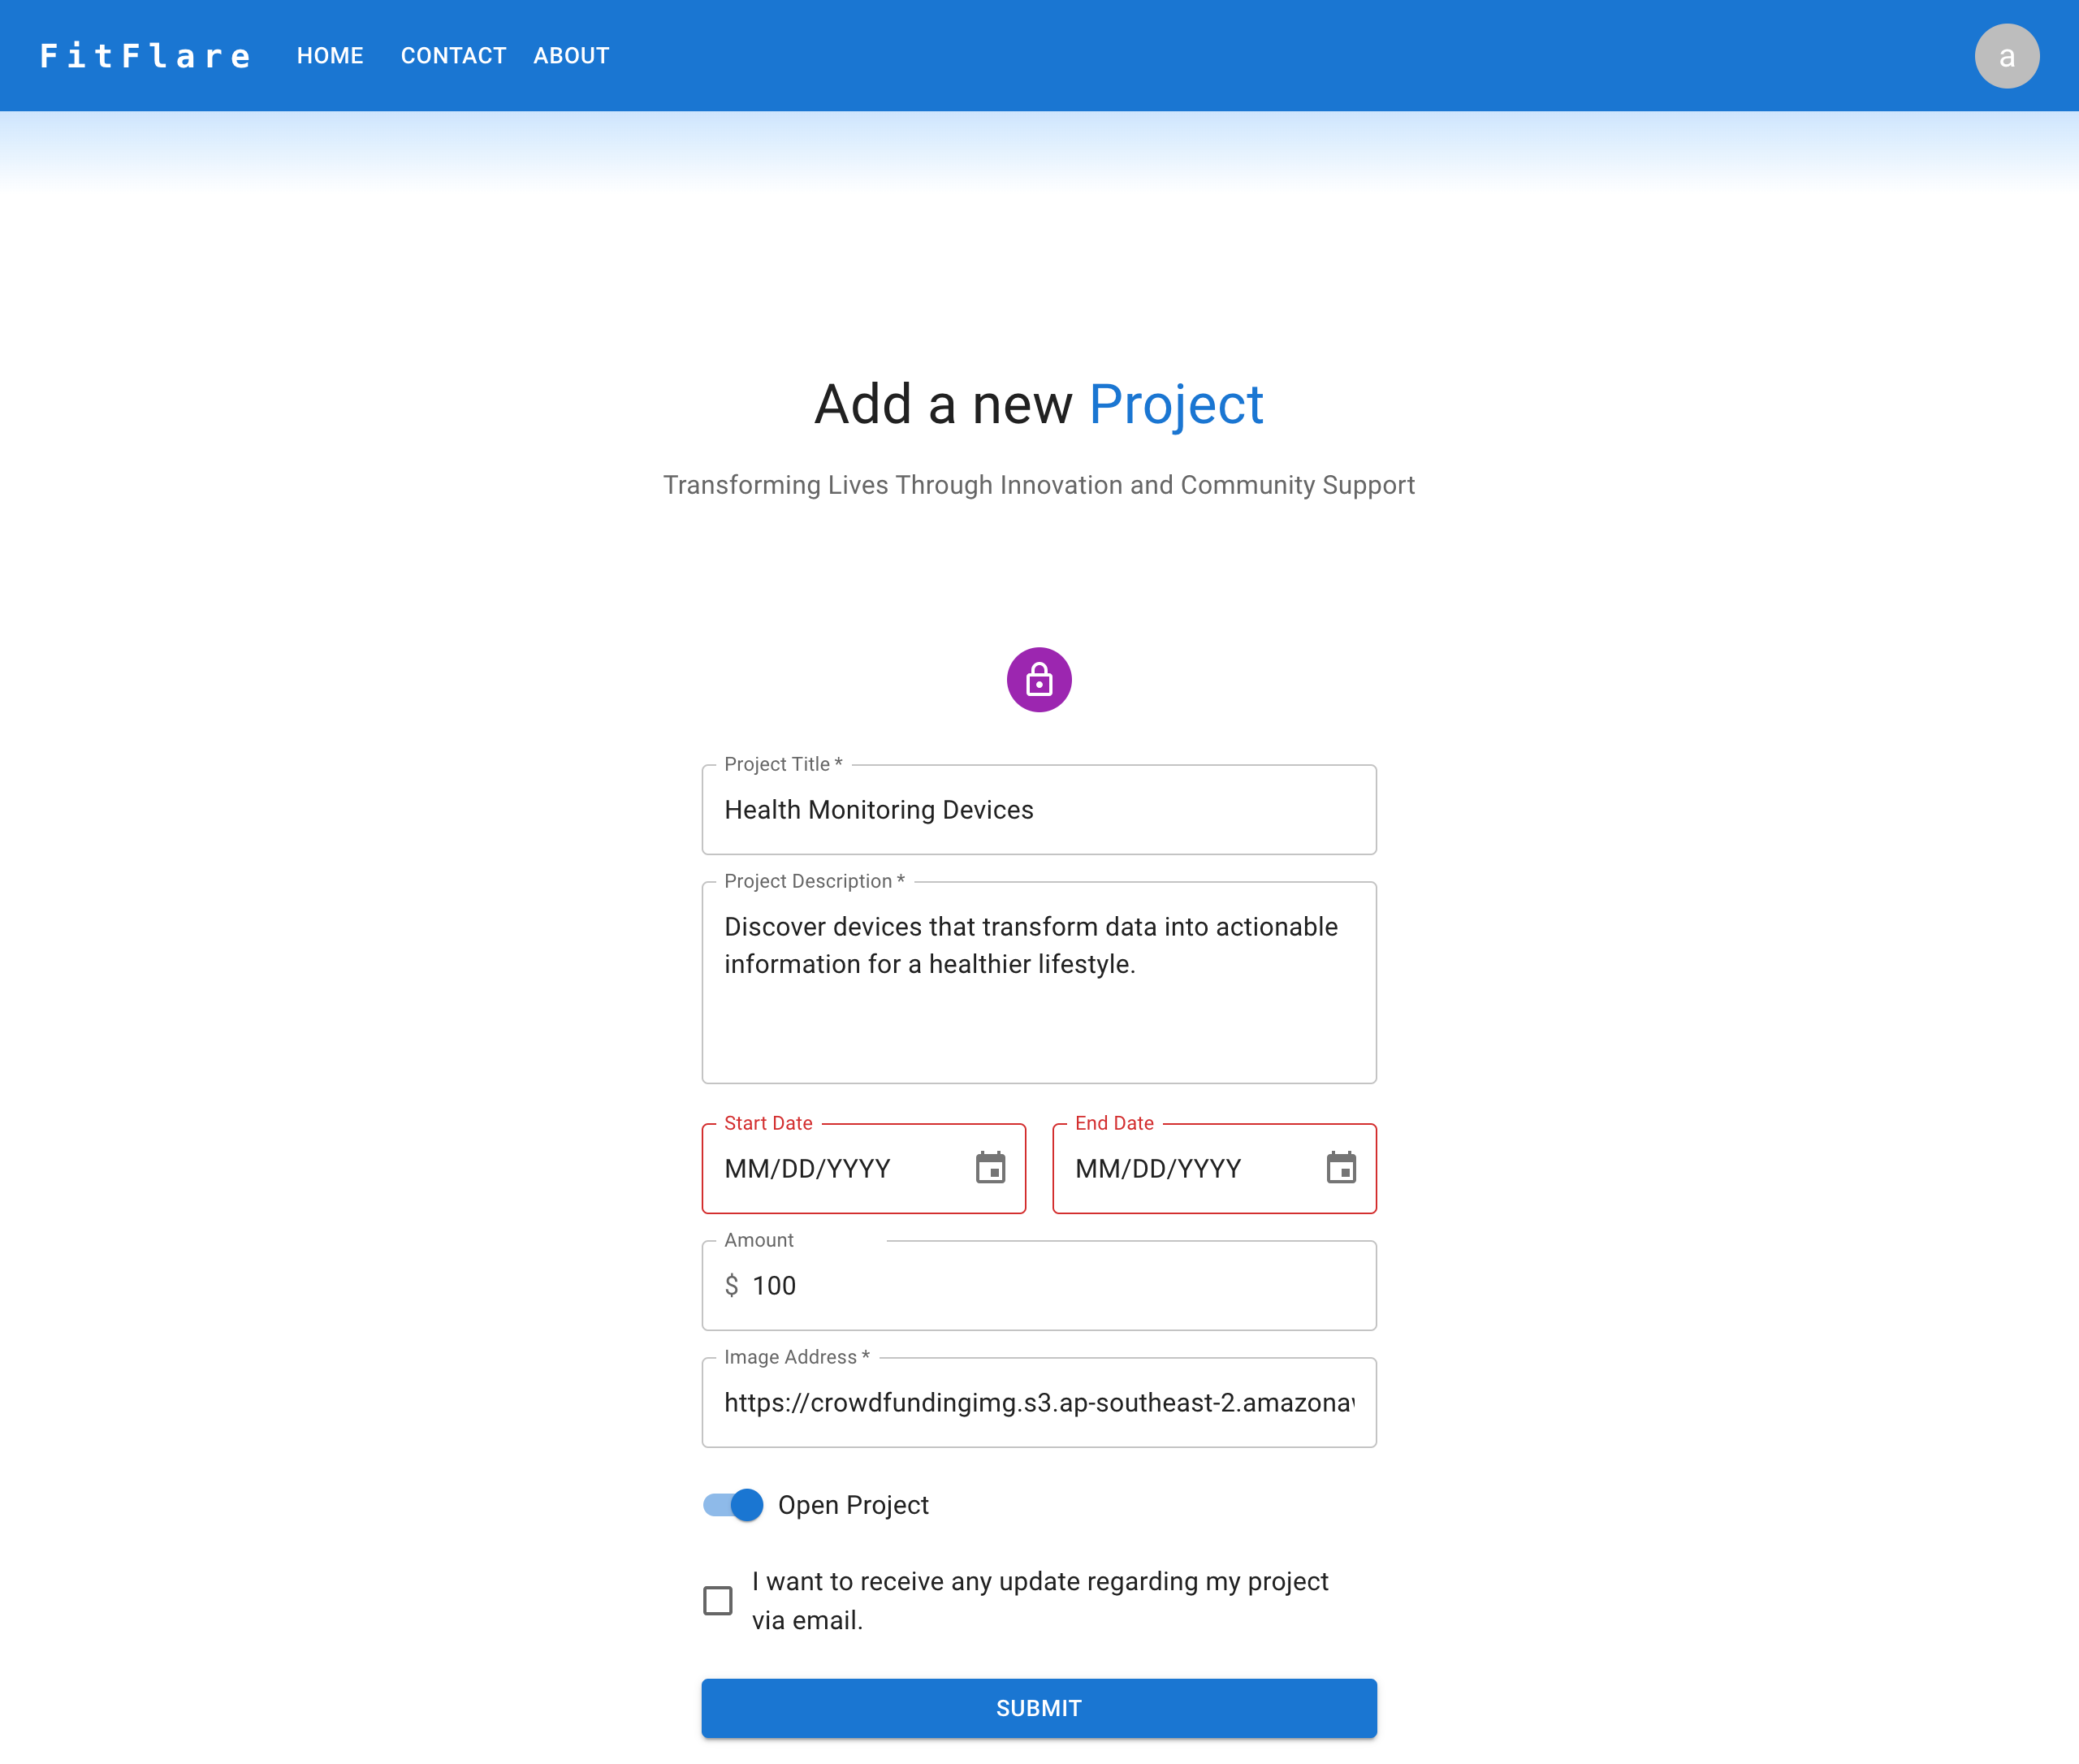 FitFlare HOME CONTACT ABOUT a
Add a new Project
Transforming Lives Through Innovation and Community Support
Project Title *
Health Monitoring Devices
Project Description *
Discover devices that transform data into actionable
information for a healthier lifestyle.
Start Date End Date
MM/DD/YYYY MM/DD/YYYY
Amount
$ 100
Image Address *
https://crowdfundingimg.s3.ap-southeast-2.amazona
Open Project
I want to receive any update regarding my project
via email.
SUBMIT